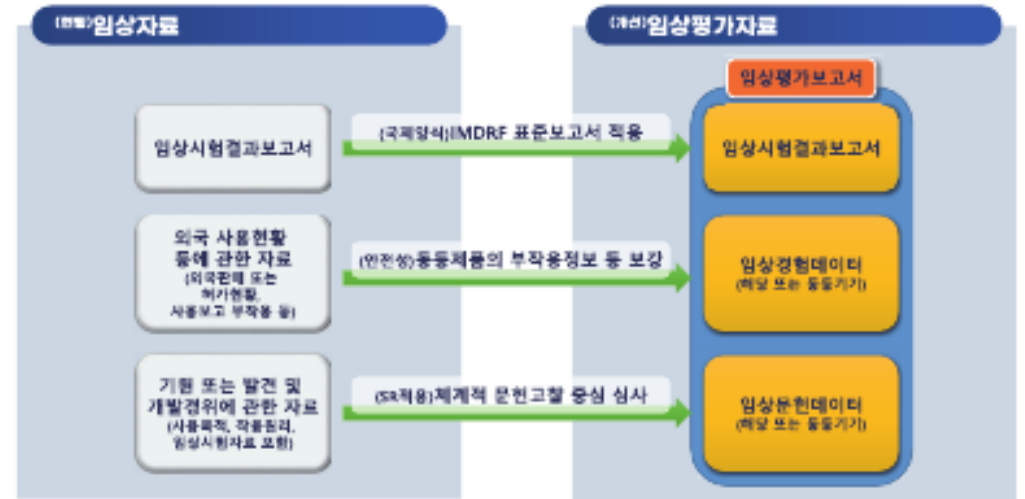 (현행)임상자료
(개선)임상평가자료
임상평가보고서
임상시험결과보고서
(국제양식)IMDRF 표준보고서 적용
임상시험결과보고서
외국 사용현황
등에 관한 자료
(외국판매 또는
허가현황,
사용보고 부작용 등)
(안전성)동등제품의 부작용정보 등 보강
임상경험데이터
(해당 또는 동등기기)
기원 또는 발견 및
개발경위에 관한 자료
(사용목적, 작용원리,
임상시험자료 포함)
(SR적용)체계적 문헌고찰 중심 심사
임상문헌데이터
(해당 또는 동등기기)